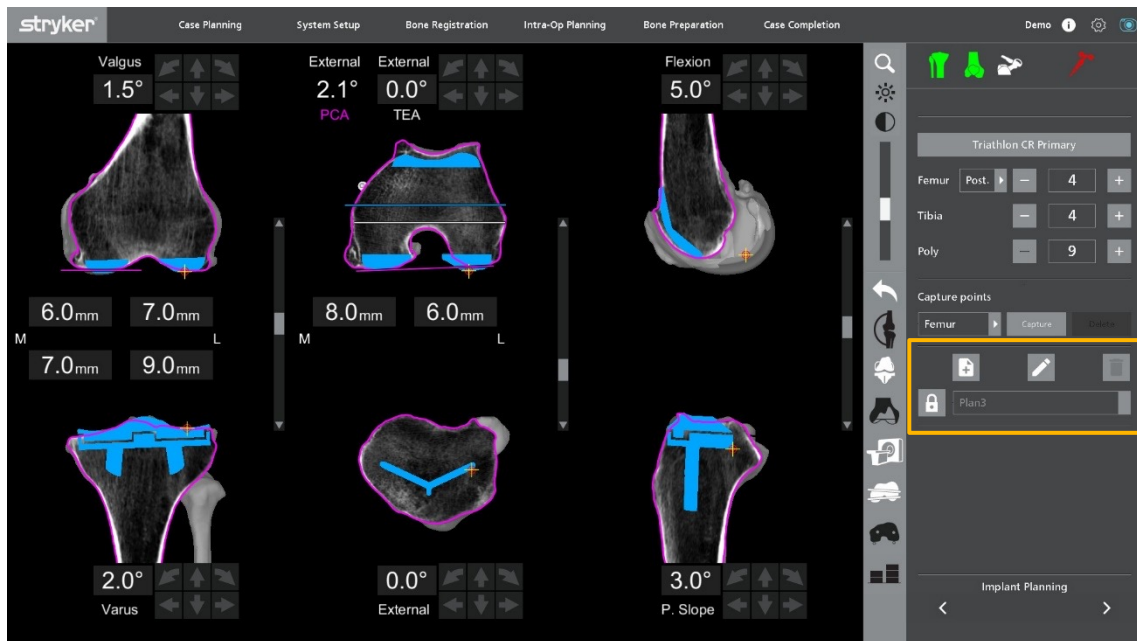 stryker
Case Planning System Setup Bone Registration Intra-Op Planning Bone Preparation Case Completion Demo i
Valgus
1.5°
External External
2.1° 0.0°
PCA TEA
Flexion
5.0°
6.0mm 7.0mm
M L
7.0mm 9.0mm
8.0mm 6.0mm
M L
2.0°
Varus
0.0°
External
3.0°
P. Slope
Triathlon CR Primary
Femur Post. − 4 +
Tibia − 4 +
Poly − 9 +
Capture points
Femur Capture Delete
Plan3
Implant Planning
< >